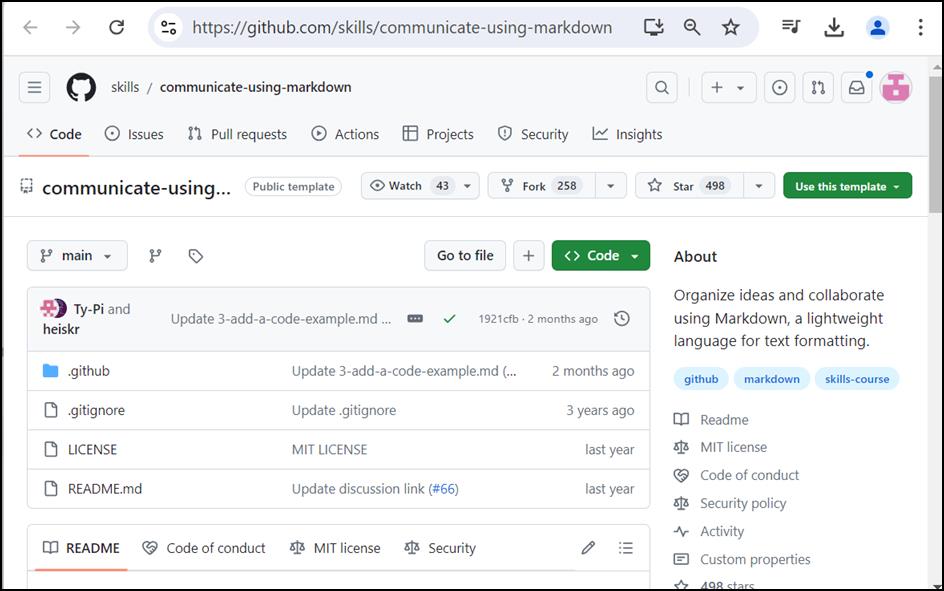 https://github.com/skills/communicate-using-markdown
skills / communicate-using-markdown
Code Issues Pull requests Actions Projects Security Insights
communicate-using... Public template Watch 43 Fork 258 Star 498 Use this template
main Go to file Code
About
Organize ideas and collaborate
using Markdown, a lightweight
language for text formatting.
github markdown skills-course
Readme
MIT license
Code of conduct
Security policy
Activity
Custom properties
498 stars
Ty-Pi and
heiskr
Update 3-add-a-code-example.md ... 1921cfb · 2 months ago
.github Update 3-add-a-code-example.md (... 2 months ago
.gitignore Update .gitignore 3 years ago
LICENSE MIT LICENSE last year
README.md Update discussion link (#66) last year
README Code of conduct MIT license Security